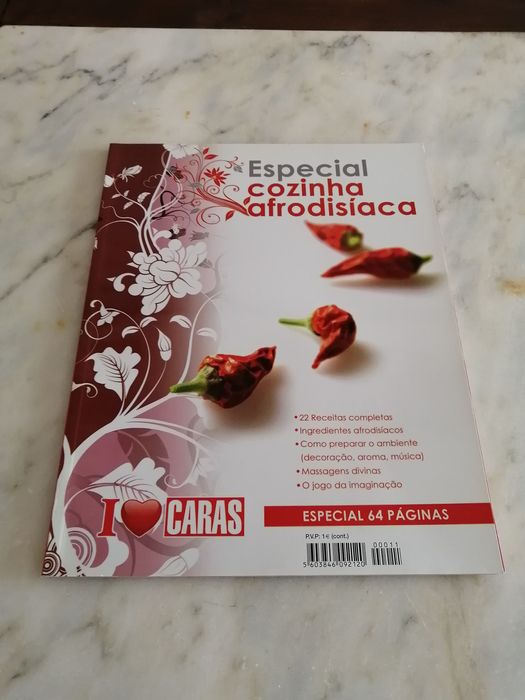 Especial
cozinha
afrodisíaca
• 22 Receitas completas
• Ingredientes afrodisíacos
• Como preparar o ambiente
(decoração, aroma, música)
• Massagens divinas
• O jogo da imaginação
I CARAS
ESPECIAL 64 PÁGINAS
P.V.P: 1€ (cont.)
00011
5 603846 092120